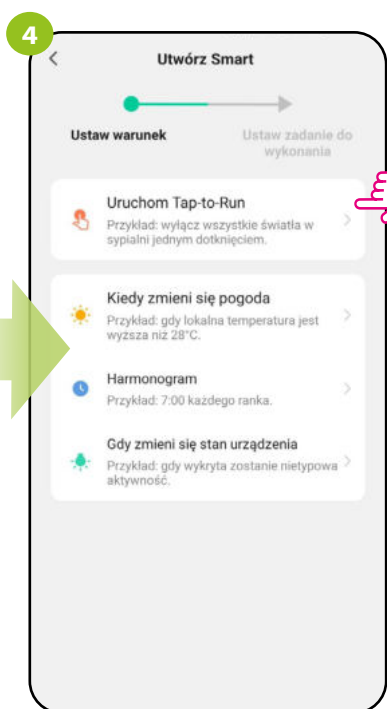 4
Utwórz Smart
Ustaw warunek
Ustaw zadanie do
wykonania
Uruchom Tap-to-Run
Przykład: wyłącz wszystkie światła w
sypialni jednym dotknięciem.
Kiedy zmieni się pogoda
Przykład: gdy lokalna temperatura jest
wyższa niż 28°C.
Harmonogram
Przykład: 7:00 każdego ranka.
Gdy zmieni się stan urządzenia
Przykład: gdy wykryta zostanie nietypowa
aktywność.